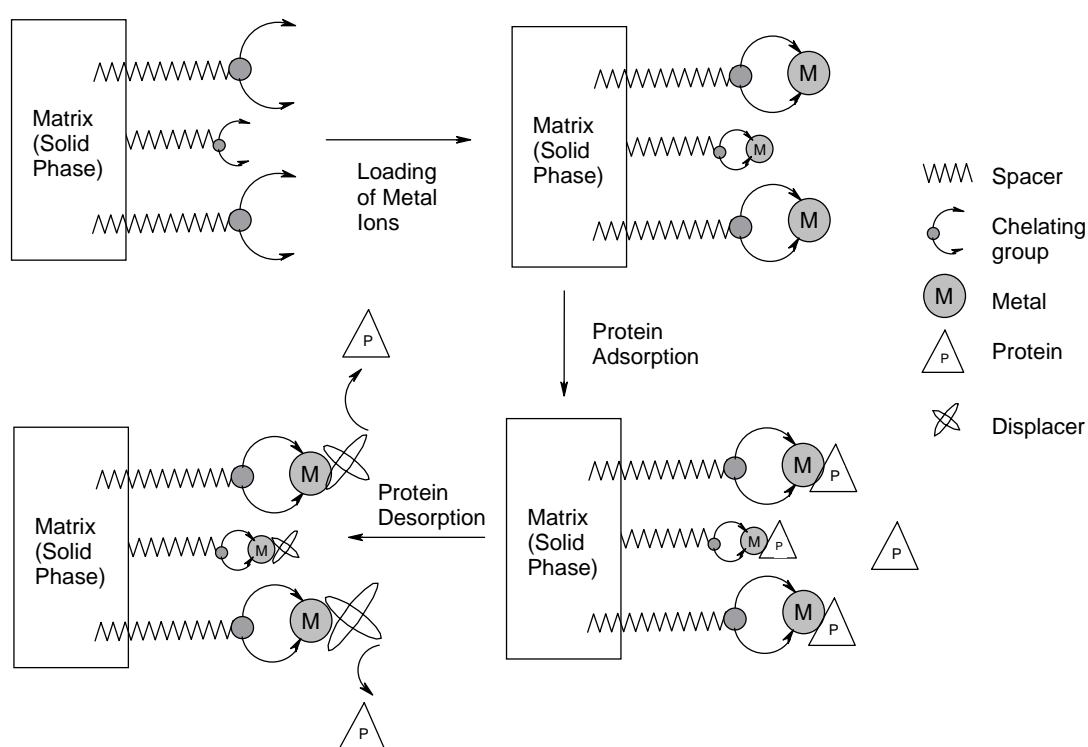 Matrix
(Solid
Phase)
Loading
of Metal
Ions
Matrix
(Solid
Phase)
M
M
M
Spacer
Chelating
group
M
Metal
P
Protein
Displacer
Protein
Adsorption
P
Matrix
(Solid
Phase)
M
M
M
Protein
Desorption
P
Matrix
(Solid
Phase)
M
P
M
P
P
M
P